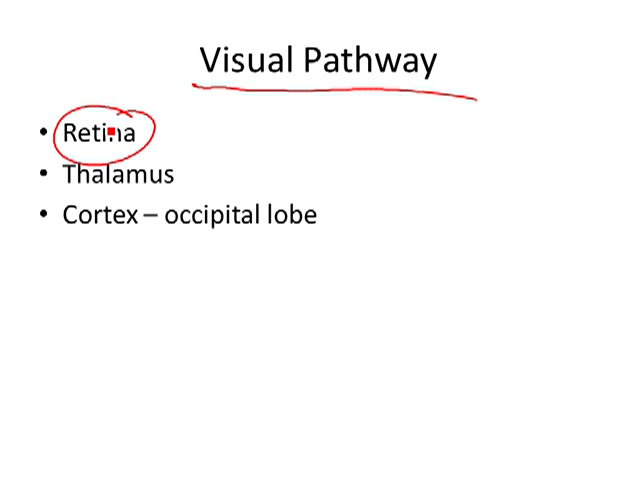 Visual Pathway
• Retina
• Thalamus
• Cortex – occipital lobe